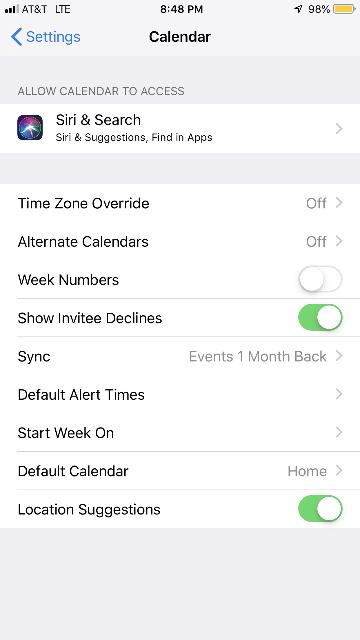 AT&T LTE 8:48 PM 98%
Settings Calendar
ALLOW CALENDAR TO ACCESS
Siri & Search
Siri & Suggestions, Find in Apps
Time Zone Override Off
Alternate Calendars Off
Week Numbers
Show Invitee Declines
Sync Events 1 Month Back
Default Alert Times
Start Week On
Default Calendar Home
Location Suggestions